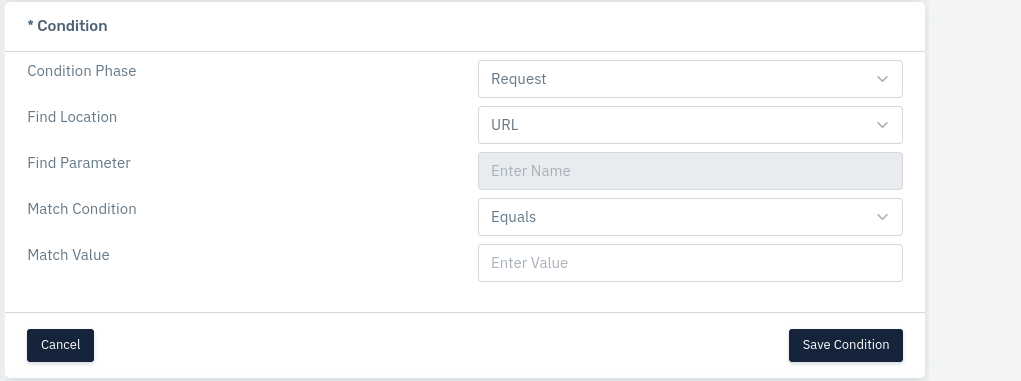 * Condition
Condition Phase
Request
Find Location
URL
Find Parameter
Enter Name
Match Condition
Equals
Match Value
Enter Value
Cancel
Save Condition